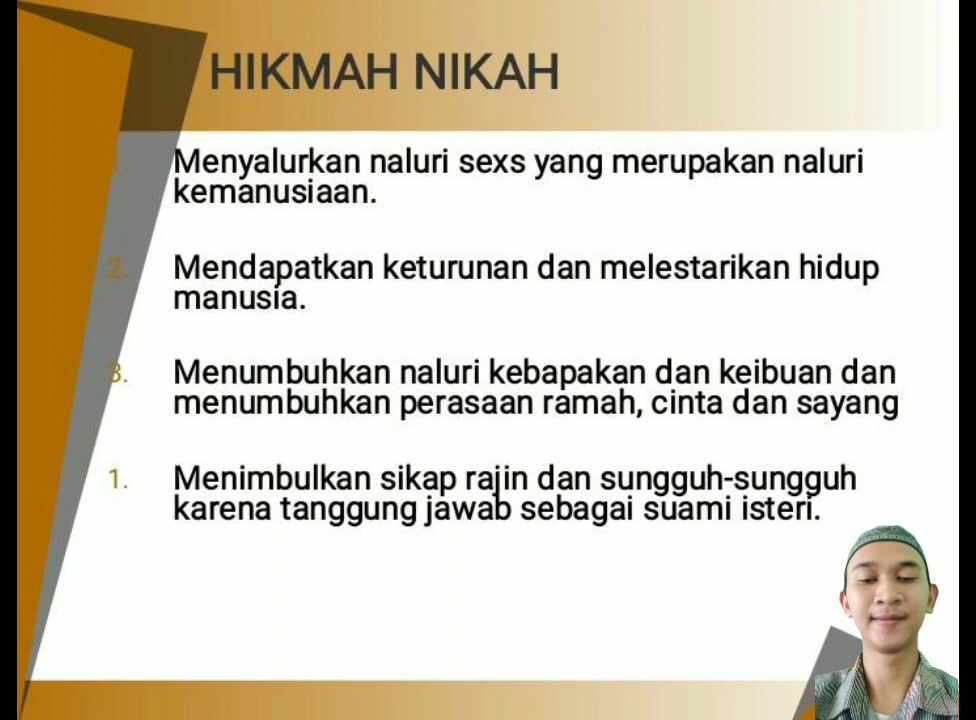 HIKMAH NIKAH
1. Menyalurkan naluri sexs yang merupakan naluri
kemanusiaan.
2. Mendapatkan keturunan dan melestarikan hidup
manusia.
3. Menumbuhkan naluri kebapakan dan keibuan dan
menumbuhkan perasaan ramah, cinta dan sayang
1. Menimbulkan sikap rajin dan sungguh-sungguh
karena tanggung jawab sebagai suami isteri.